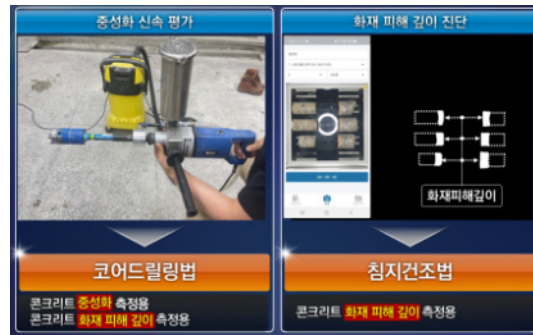 중성화 신속 평가
코어드릴링법
콘크리트 중성화 측정용
콘크리트 화재 피해 깊이 측정용
화재 피해 깊이 진단
화재피해깊이
침지건조법
콘크리트 화재 피해 깊이 측정용